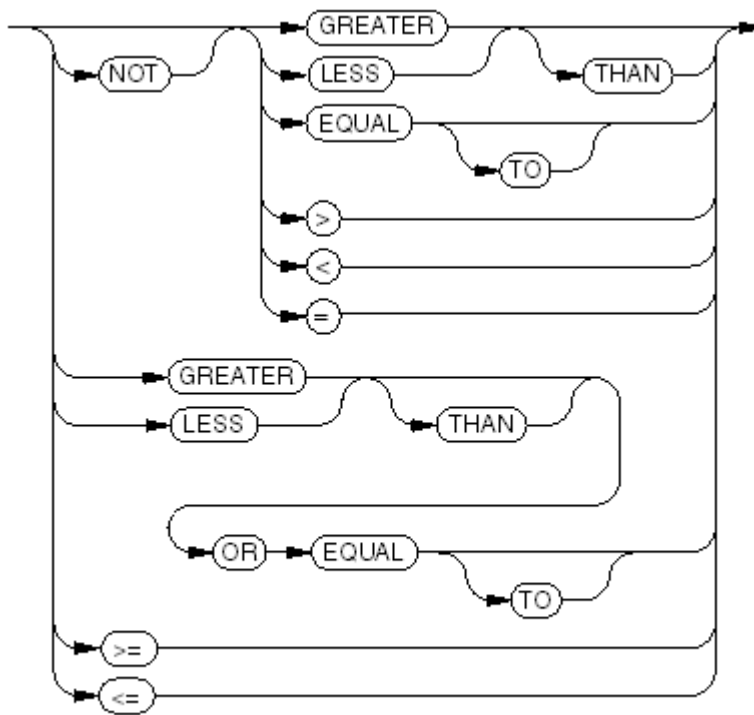 GREATER
NOT LESS THAN
EQUAL
TO
>
<
=
GREATER
LESS THAN
OR EQUAL
TO
>=
<=